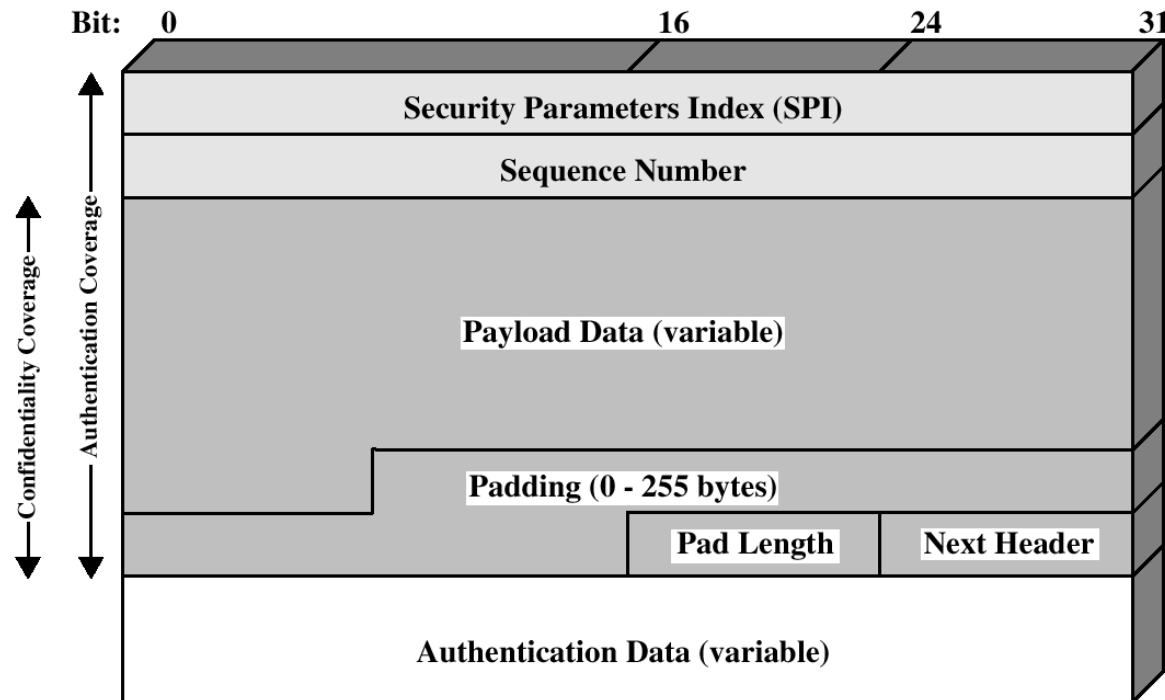 Bit: 0 16 24 31
Security Parameters Index (SPI)
Sequence Number
Confidentiality Coverage
Authentication Coverage
Payload Data (variable)
Padding (0 - 255 bytes)
Pad Length Next Header
Authentication Data (variable)